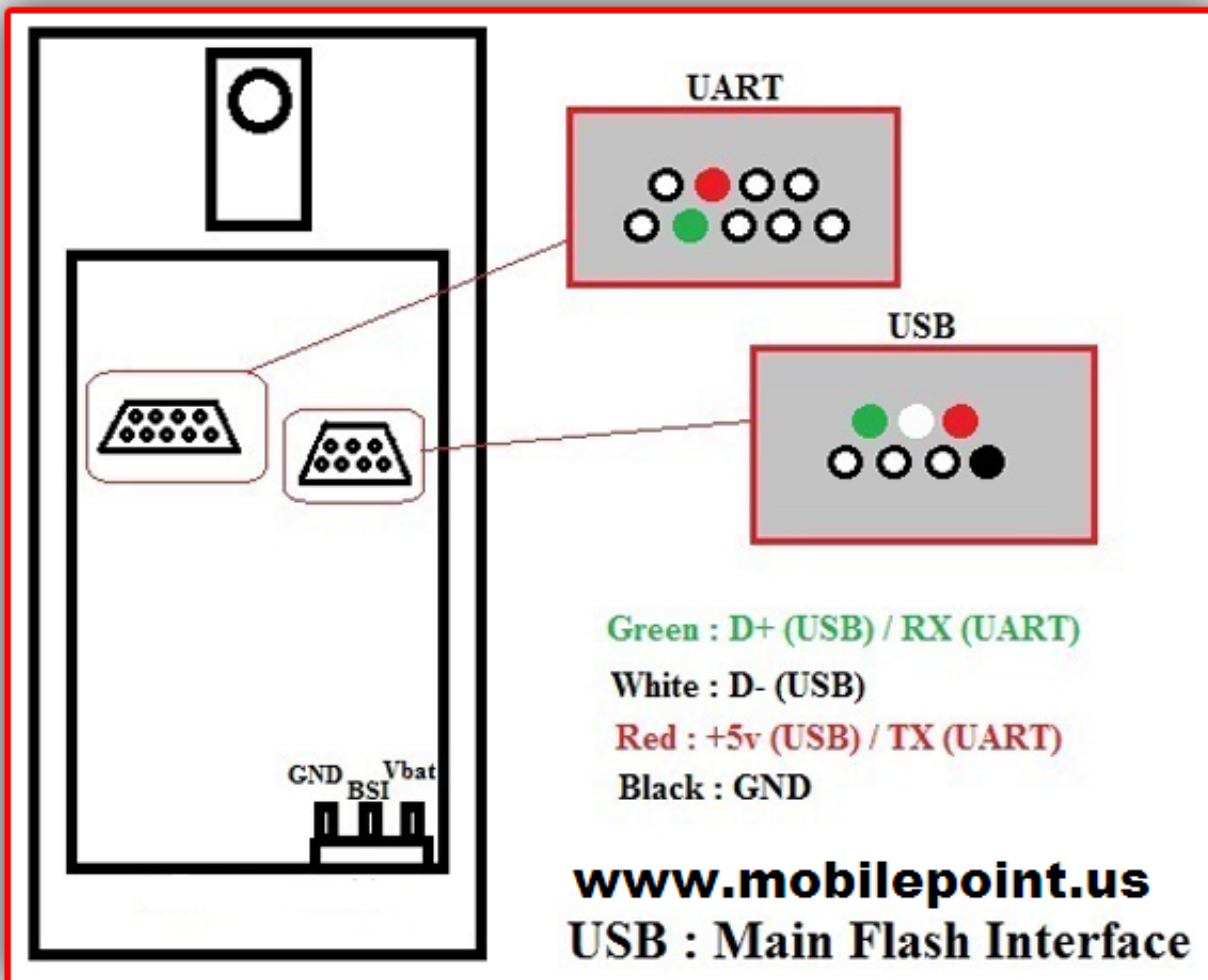 UART
USB
Green : D+ (USB) / RX (UART)
White : D- (USB)
Red : +5v (USB) / TX (UART)
Black : GND
GND
BSI
Vbat
www.mobilepoint.us
USB : Main Flash Interface